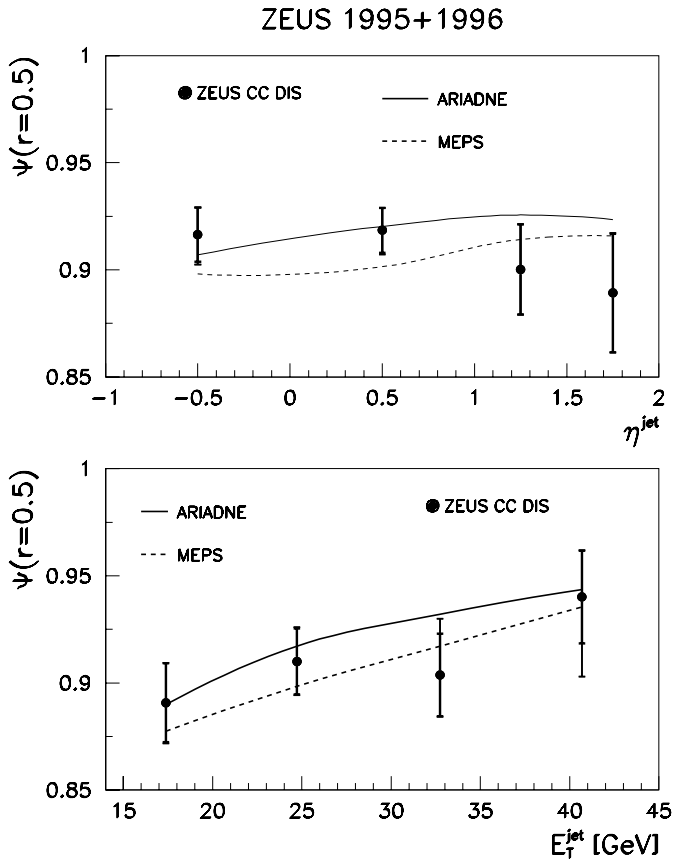 ZEUS 1995+1996
ψ(r=0.5)
1
0.95
0.9
0.85
ZEUS CC DIS
ARIADNE
MEPS
−1
−0.5
0
0.5
1
1.5
2
η^jet
ψ(r=0.5)
1
0.95
0.9
0.85
ARIADNE
MEPS
ZEUS CC DIS
15
20
25
30
35
40
45
E_T^jet [GeV]